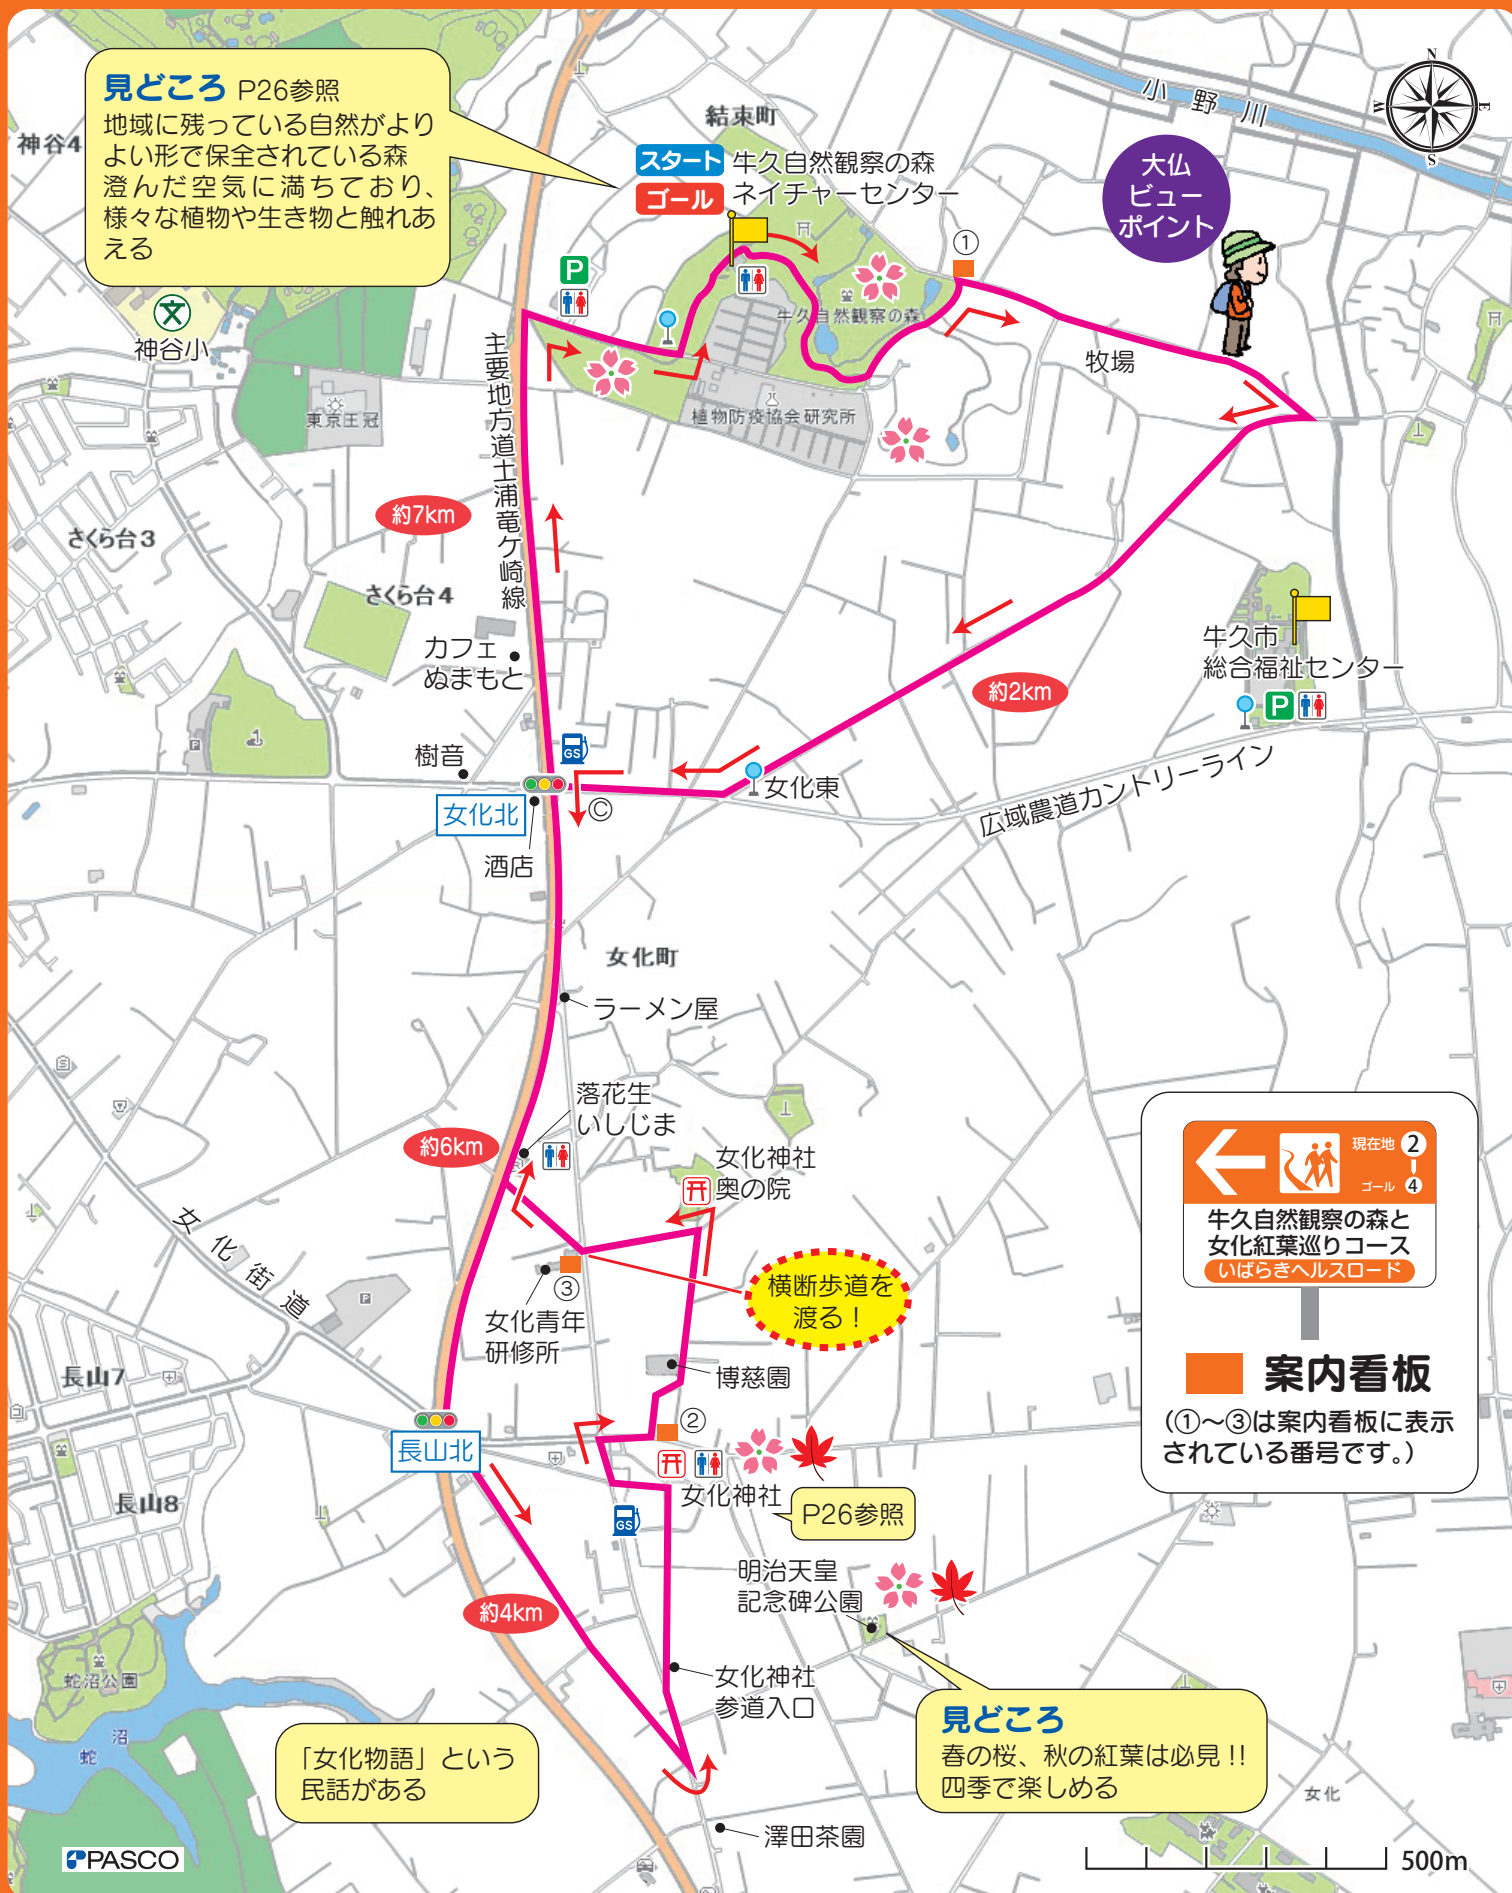 見どころ P26参照
地域に残っている自然がより
よい形で保全されている森
澄んだ空気に満ちており、
様々な植物や生き物と触れあ
える
神谷4
結束町
スタート 牛久自然観察の森
ゴール ネイチャーセンター
小野川
N
W E
S
大仏
ビュー
ポイント
①
P
牛久自然観察の森
文
神谷小
東京王冠
主要地方道土浦竜ケ崎線
植物防疫協会研究所
牧場
約7km
さくら台3
さくら台4
カフェ
ぬまもと
牛久市
総合福祉センター
P
約2km
樹音
GS
P
女化北
Ⓒ
女化東
広域農道カントリーライン
酒店
女化町
ラーメン屋
落花生
いしじま
約6km
女化神社
奥の院
女化街道
P
③
女化青年
研修所
横断歩道を
渡る！
博慈園
現在地 2
ゴール 4
牛久自然観察の森と
女化紅葉巡りコース
いばらきヘルスロード
案内看板
(①～③は案内看板に表示
されている番号です。)
長山7
長山北
②
長山8
女化神社
P26参照
GS
明治天皇
記念碑公園
約4km
女化神社
参道入口
蛇沼公園
蛇沼
「女化物語」という
民話がある
見どころ
春の桜、秋の紅葉は必見!!
四季で楽しめる
女化
澤田茶園
PASCO
500m